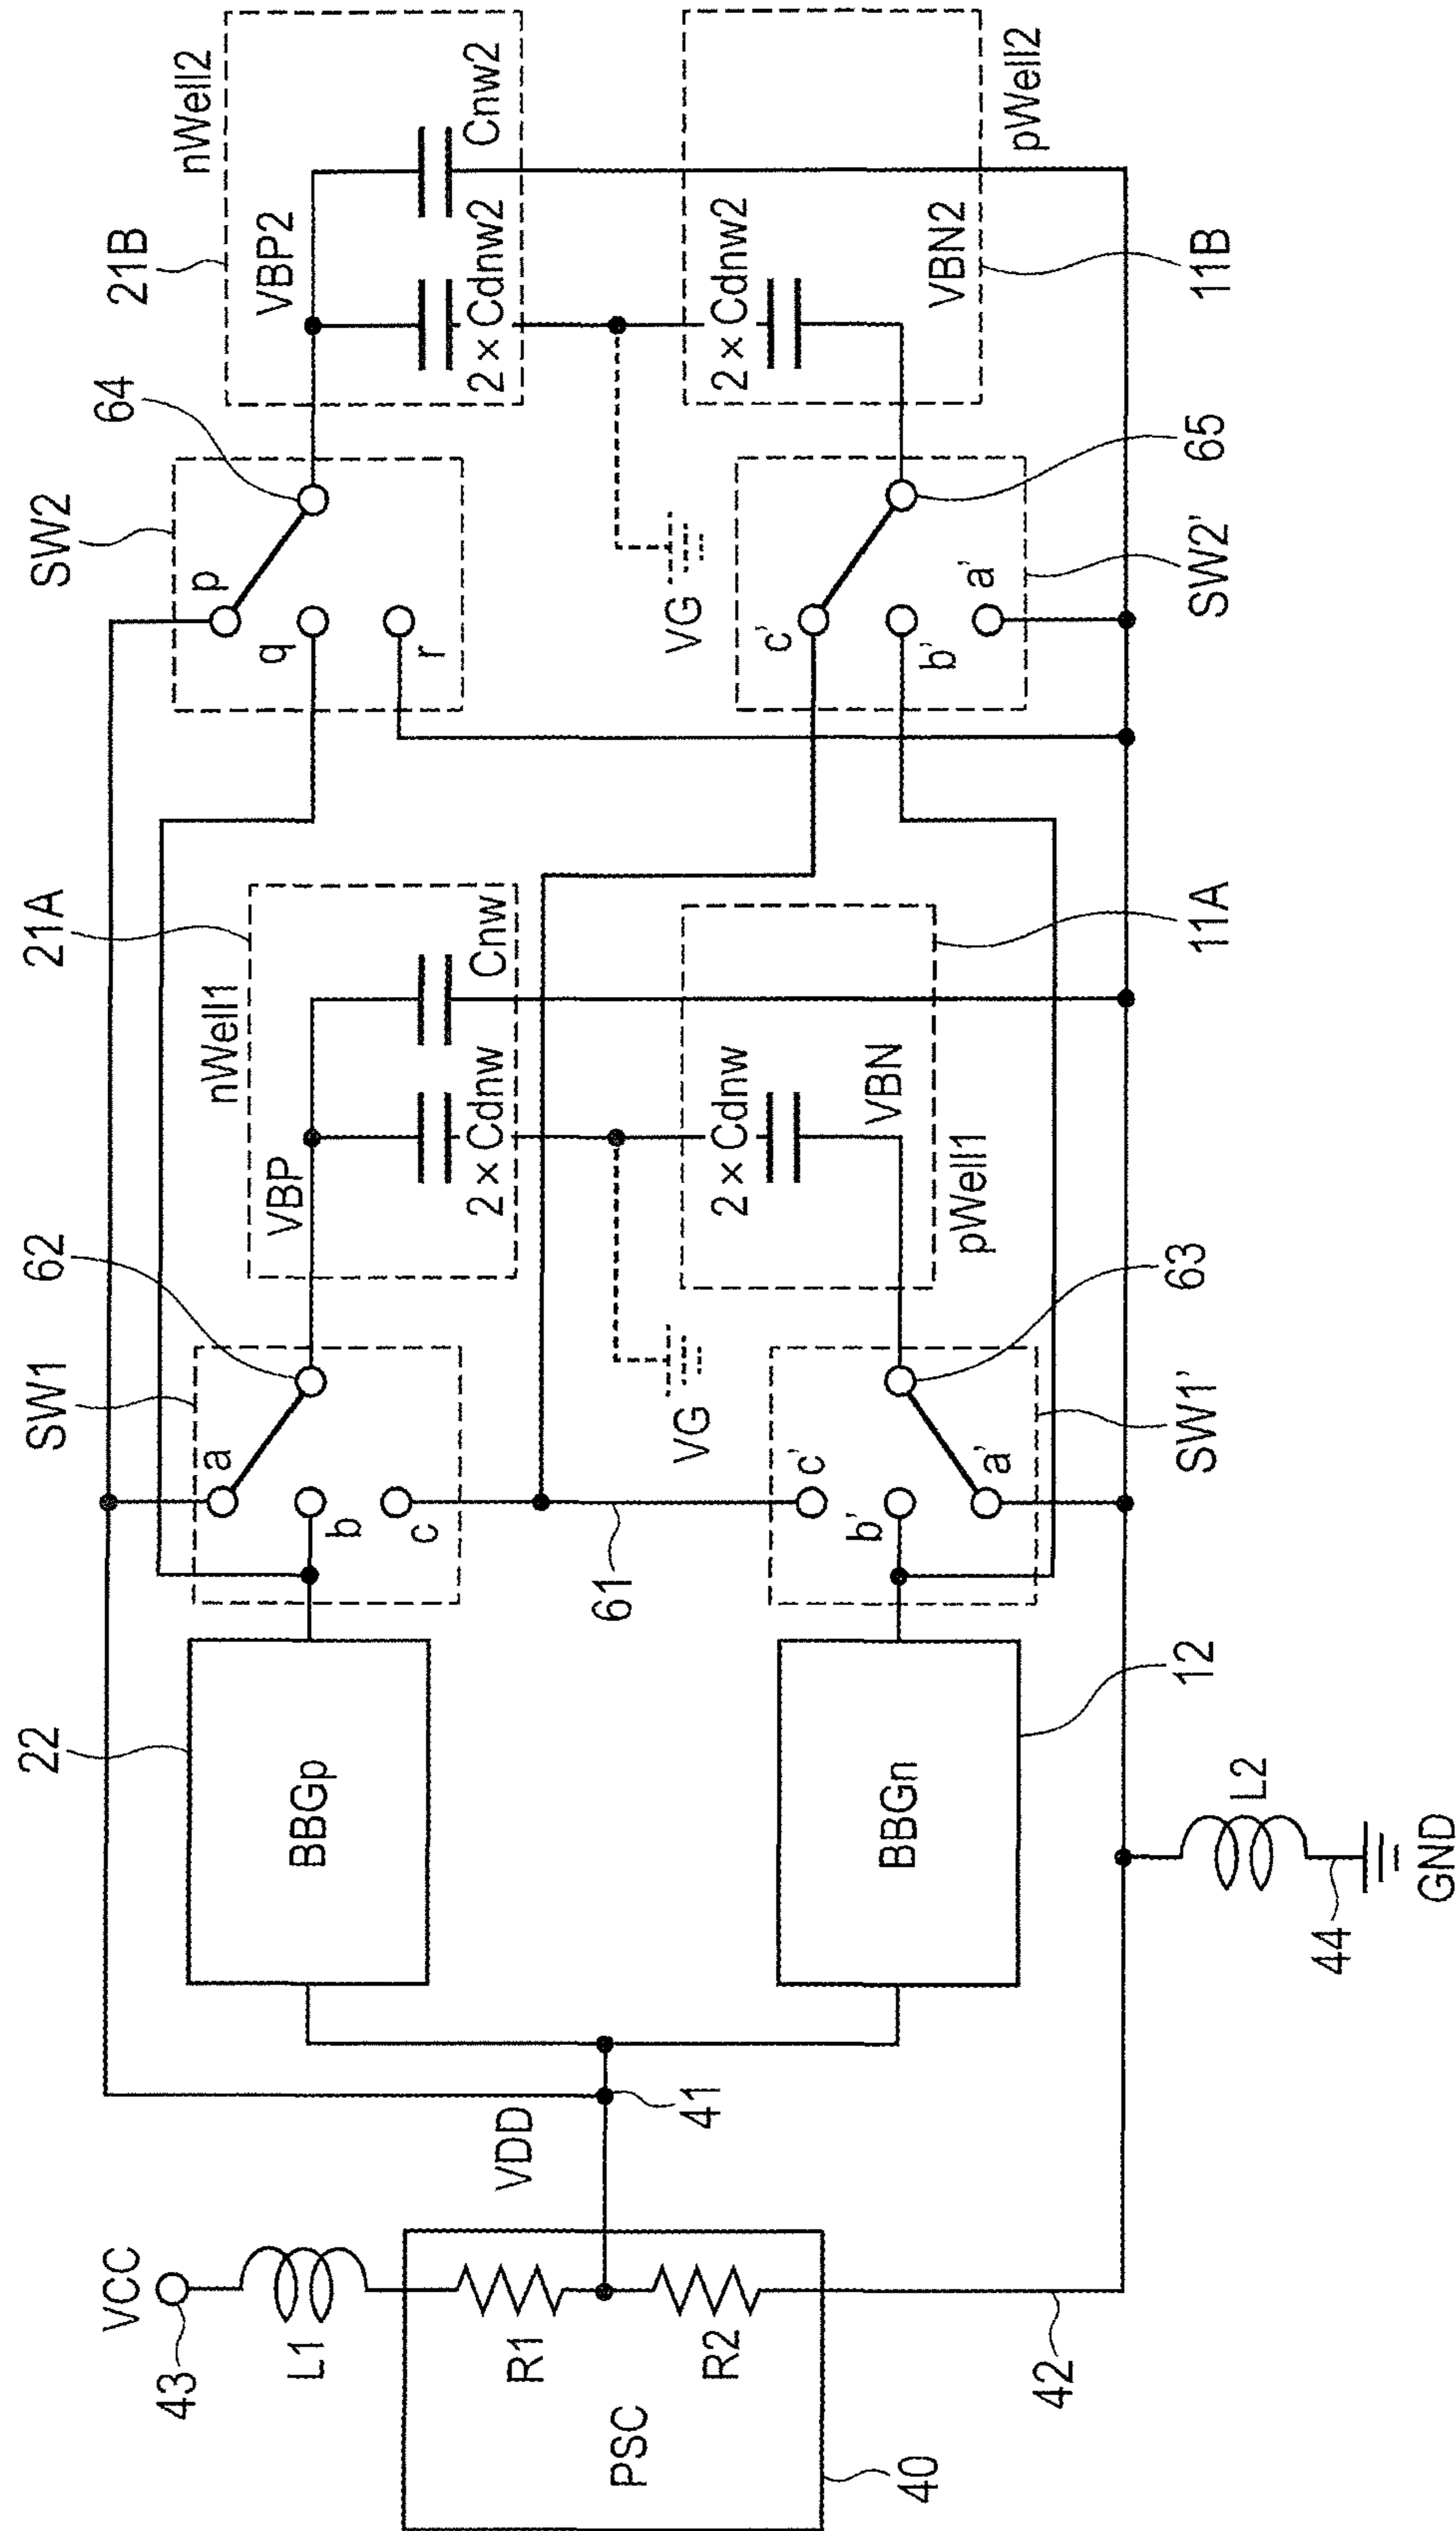 VCC
43
L1
R1
R2
PSC
40
VDD
41
42
22
BBGp
BBGn
12
L2
44
GND
SW1
62
a
b
c
61
c'
b'
a'
63
SW1'
21A
nWell1
VBP
2×Cdnw
Cnw
VG
2×Cdnw
VBN
pWell1
11A
SW2
64
p
q
r
VG
c'
b'
a'
65
SW2'
21B
nWell2
VBP2
2×Cdnw2
Cnw2
2×Cdnw2
VBN2
pWell2
11B